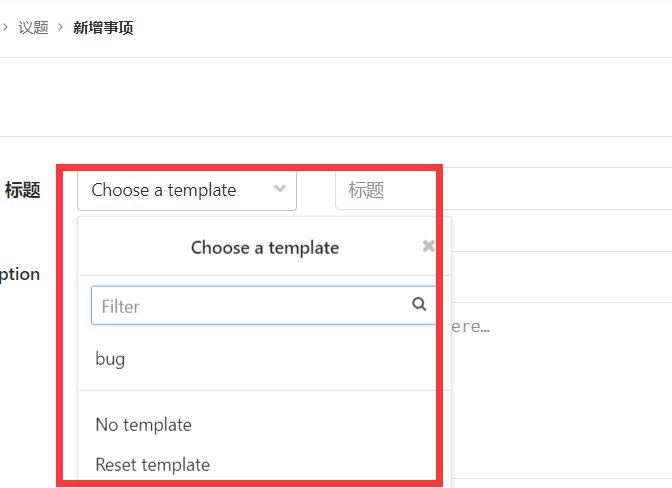 议题 > 新增事项
标题 Choose a template 标题
Choose a template
ption
Filter
ere...
bug
No template
Reset template